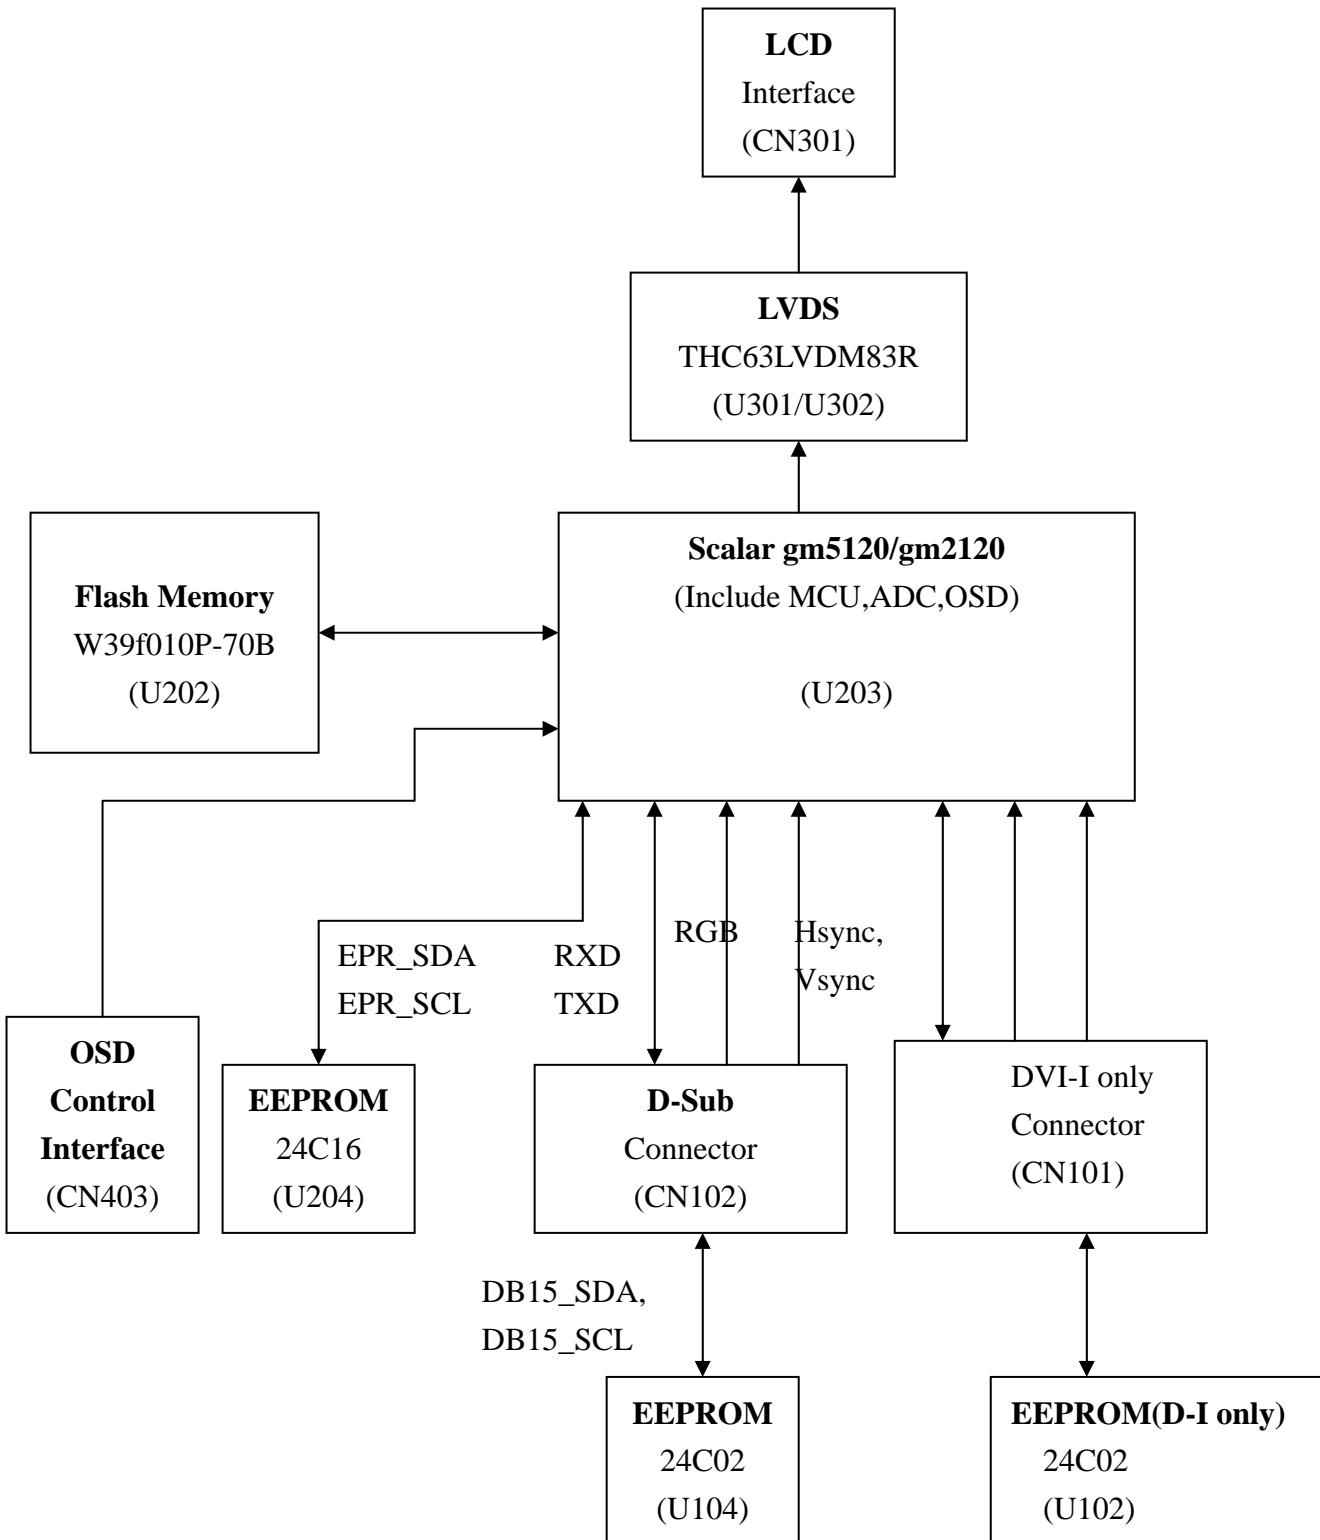 LCD
Interface
(CN301)
LVDS
THC63LVDM83R
(U301/U302)
Scalar gm5120/gm2120
(Include MCU,ADC,OSD)
(U203)
Flash Memory
W39f010P-70B
(U202)
EPR_SDA
EPR_SCL
RXD
TXD
RGB
Hsync,
Vsync
OSD
Control
Interface
(CN403)
EEPROM
24C16
(U204)
D-Sub
Connector
(CN102)
DVI-I only
Connector
(CN101)
DB15_SDA,
DB15_SCL
EEPROM
24C02
(U104)
EEPROM(D-I only)
24C02
(U102)